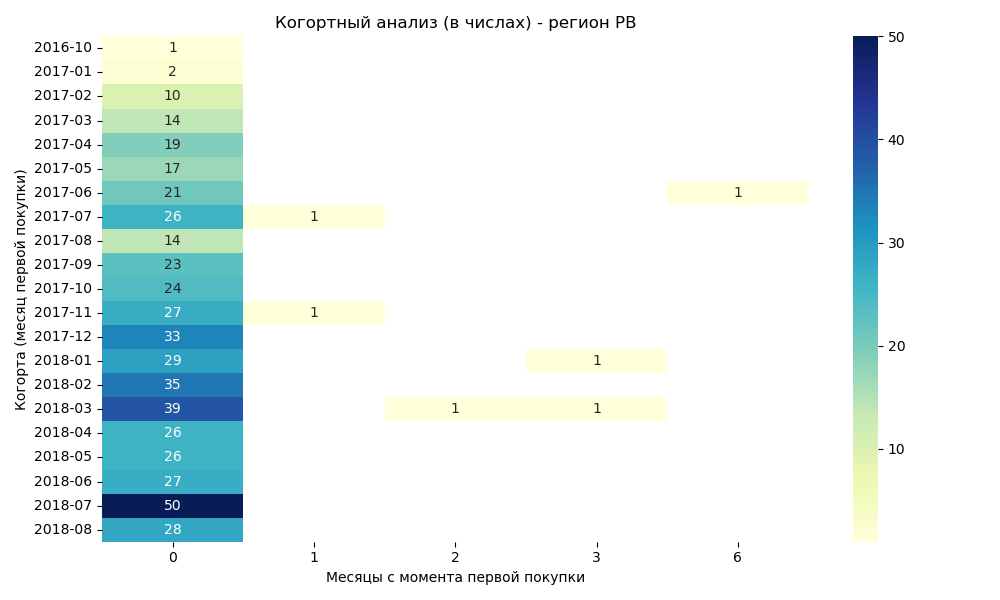 Когортный анализ (в числах) - регион PB
Когорта (месяц первой покупки)
2016-10 1
2017-01 2
2017-02 10
2017-03 14
2017-04 19
2017-05 17
2017-06 21 1
2017-07 26 1
2017-08 14
2017-09 23
2017-10 24
2017-11 27 1
2017-12 33
2018-01 29 1
2018-02 35
2018-03 39 1 1
2018-04 26
2018-05 26
2018-06 27
2018-07 50
2018-08 28
0 1 2 3 6
Месяцы с момента первой покупки
50
40
30
20
10